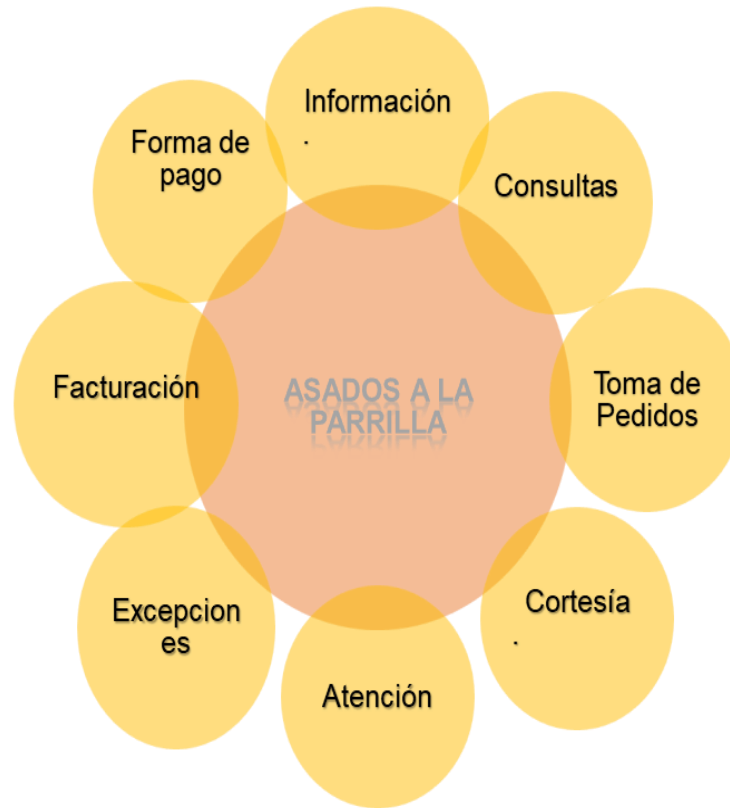 Información
.
Consultas
Toma de
Pedidos
Cortesía
.
Atención
Excepcion
es
Facturación
Forma de
pago
ASADOS A LA
PARRILLA